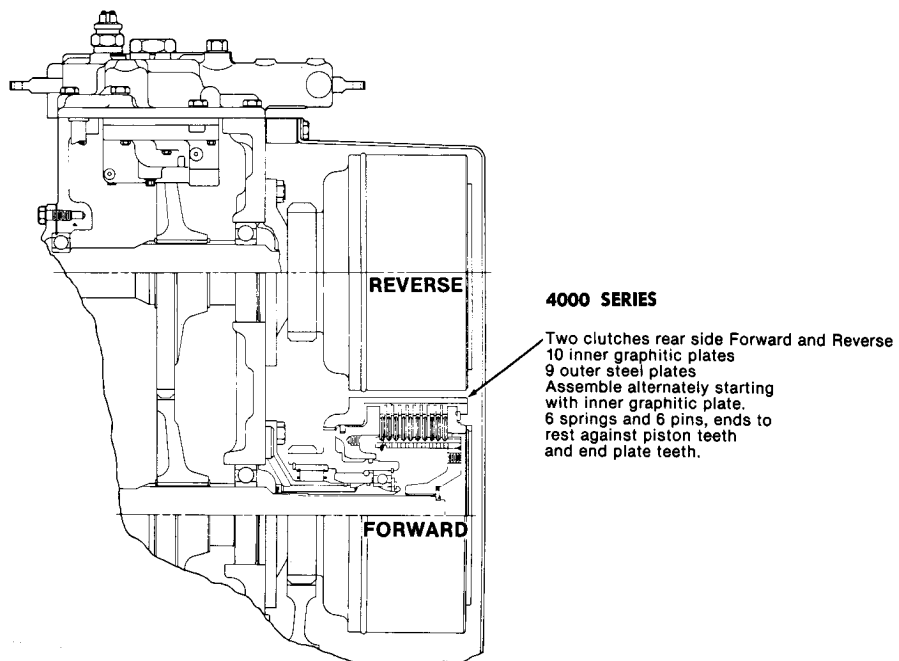 REVERSE
4000 SERIES
Two clutches rear side Forward and Reverse
10 inner graphitic plates
9 outer steel plates
Assemble alternately starting
with inner graphitic plate.
6 springs and 6 pins, ends to
rest against piston teeth
and end plate teeth.
FORWARD